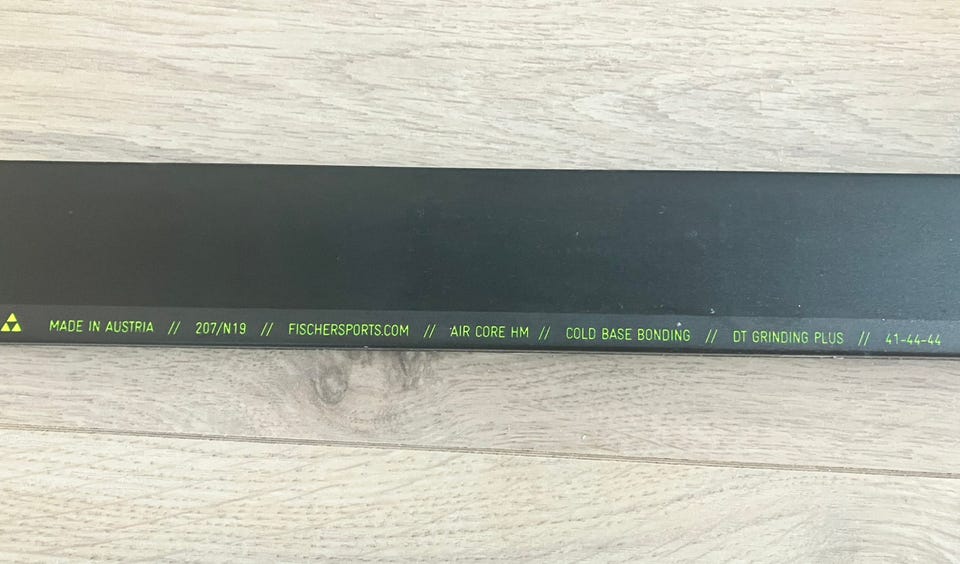 MADE IN AUSTRIA // 207/N19 // FISCHERSPORTS.COM // AIR CORE HM // COLD BASE BONDING // DT GRINDING PLUS // 41-44-44